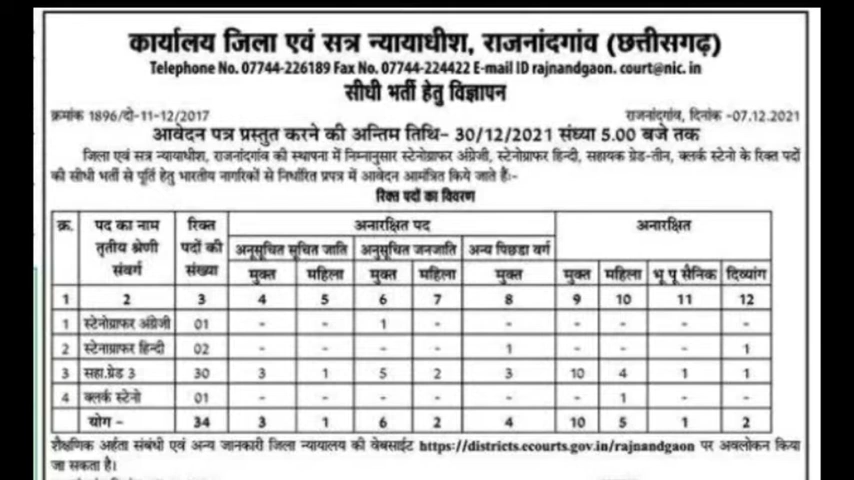 कार्यालय जिला एवं सत्र न्यायाधीश, राजनांदगांव (छत्तीसगढ़)
Telephone No. 07744-226189 Fax No. 07744-224422 E-mail ID rajnandgaon. court@nic. in
सीधी भर्ती हेतु विज्ञापन
क्रमांक 1896/दो-11-12/2017 राजनांदगांव, दिनांक -07.12.2021
आवेदन पत्र प्रस्तुत करने की अन्तिम तिथि- 30/12/2021 संध्या 5.00 बजे तक
जिला एवं सत्र न्यायाधीश, राजनांदगांव की स्थापना में निम्नानुसार स्टेनोग्राफर अंग्रेजी, स्टेनोग्राफर हिन्दी, सहायक ग्रेड-तीन, क्लर्क स्टेनो के रिक्त पदों
की सीधी भर्ती से पूर्ति हेतु भारतीय नागरिकों से निर्धारित प्रपत्र में आवेदन आमंत्रित किये जाते हैः-
रिक्त पदों का विवरण
क्र. पद का नाम तृतीय श्रेणी संवर्ग रिक्त पदों की संख्या अनारक्षित पद अनारक्षित
अनुसूचित सूचित जाति अनुसूचित जनजाति अन्य पिछडा वर्ग
मुक्त महिला मुक्त महिला मुक्त मुक्त महिला भू पू सैनिक दिव्यांग
1 2 3 4 5 6 7 8 9 10 11 12
1 स्टेनोग्राफर अंग्रेजी 01 - - 1 - - - - - -
2 स्टेनाग्राफर हिन्दी 02 - - - - 1 - - - 1
3 सहा.ग्रेड 3 30 3 1 5 2 3 10 4 1 1
4 क्लर्क स्टेनो 01 - - - - - - 1 - -
योग - 34 3 1 6 2 4 10 5 1 2
शैक्षणिक अर्हता संबंधी एवं अन्य जानकारी जिला न्यायालय की वेबसाईट https://districts.ecourts.gov.in/rajnandgaon पर अवलोकन किया
जा सकता है।